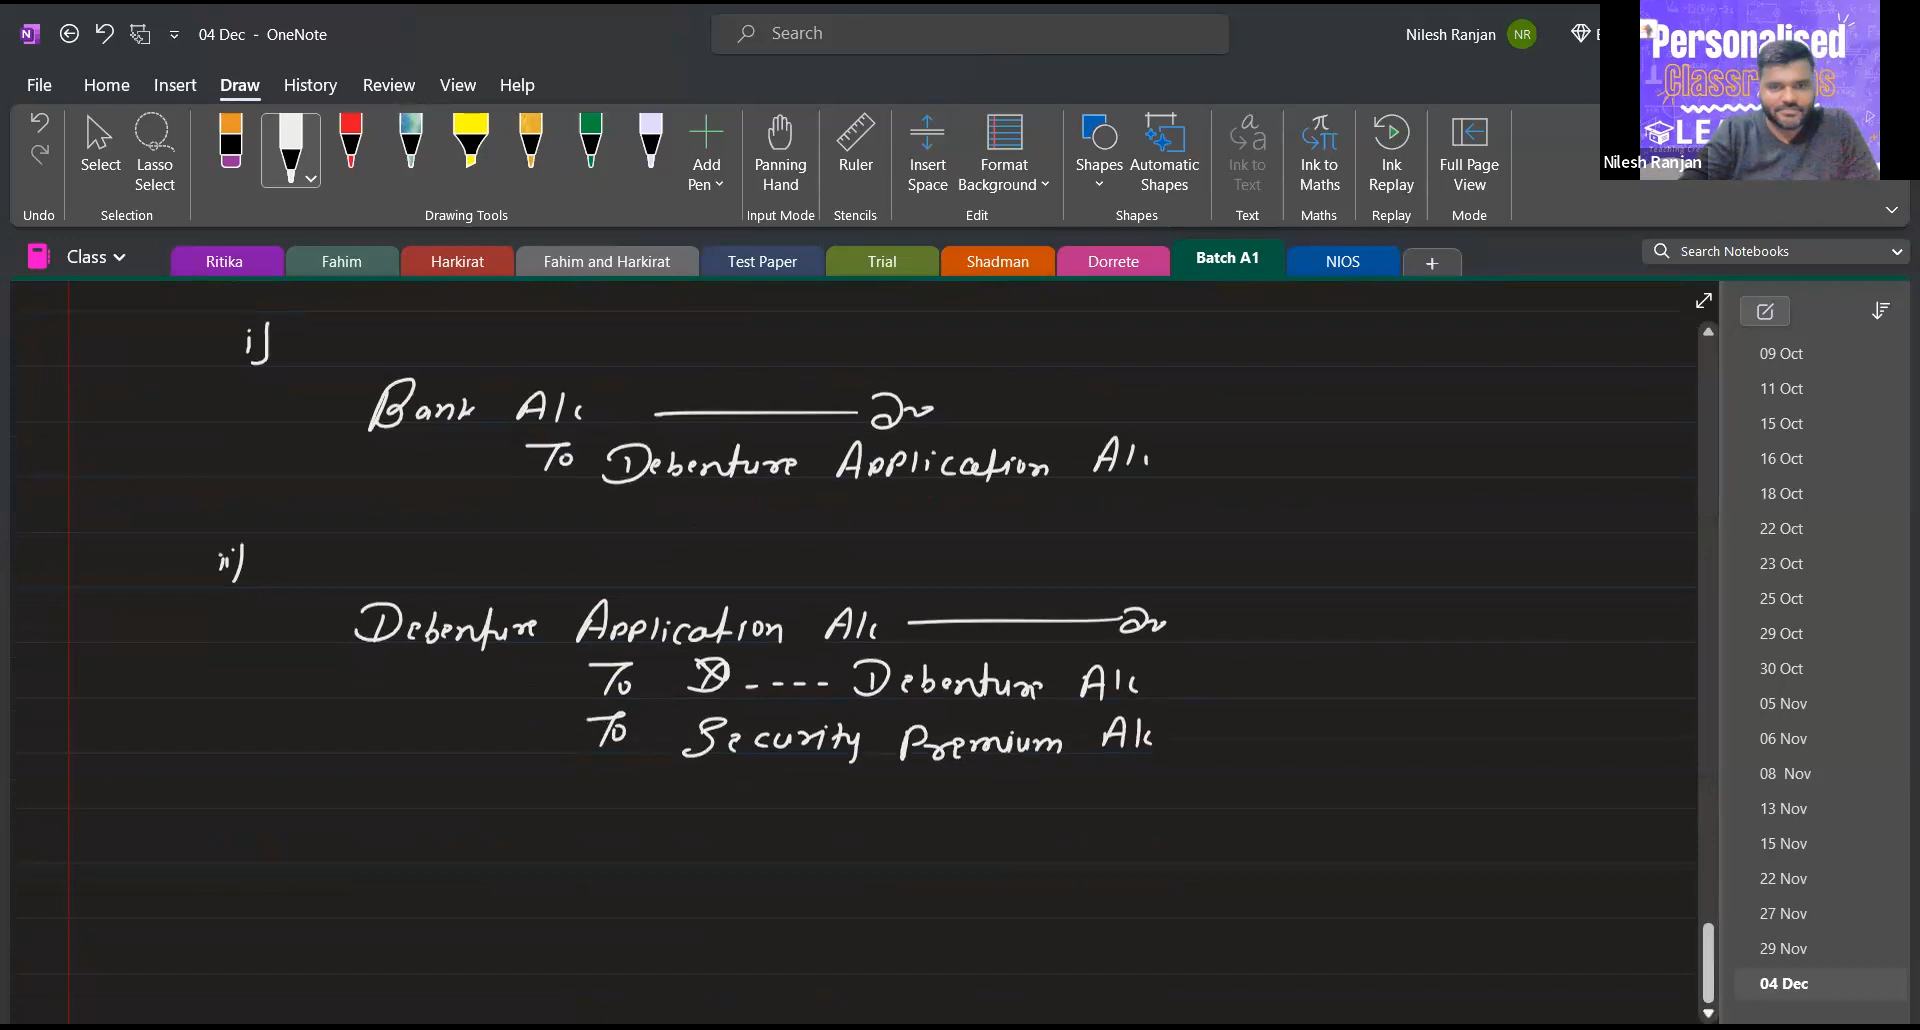 04 Dec - OneNote
Search
Nilesh Ranjan NR
File Home Insert Draw History Review View Help
Select
Lasso Select
Add Pen
Panning Hand
Ruler
Insert Space
Format Background
Shapes
Automatic Shapes
Ink to Text
Ink to Maths
Ink Replay
Full Page View
Undo Selection Drawing Tools Input Mode Stencils Edit Shapes Text Maths Replay Mode
Personalised
Nilesh Ranjan
Class Ritika Fahim Harkirat Fahim and Harkirat Test Paper Trial Shadman Dorrete Batch A1 NIOS + Search Notebooks
i)
Bank A/c Dr
To Debenture Application A/c
ii)
Debenture Application A/c Dr
To ---- Debenture A/c
To Security Premium A/c
09 Oct
11 Oct
15 Oct
16 Oct
18 Oct
22 Oct
23 Oct
25 Oct
29 Oct
30 Oct
05 Nov
06 Nov
08 Nov
13 Nov
15 Nov
22 Nov
27 Nov
29 Nov
04 Dec